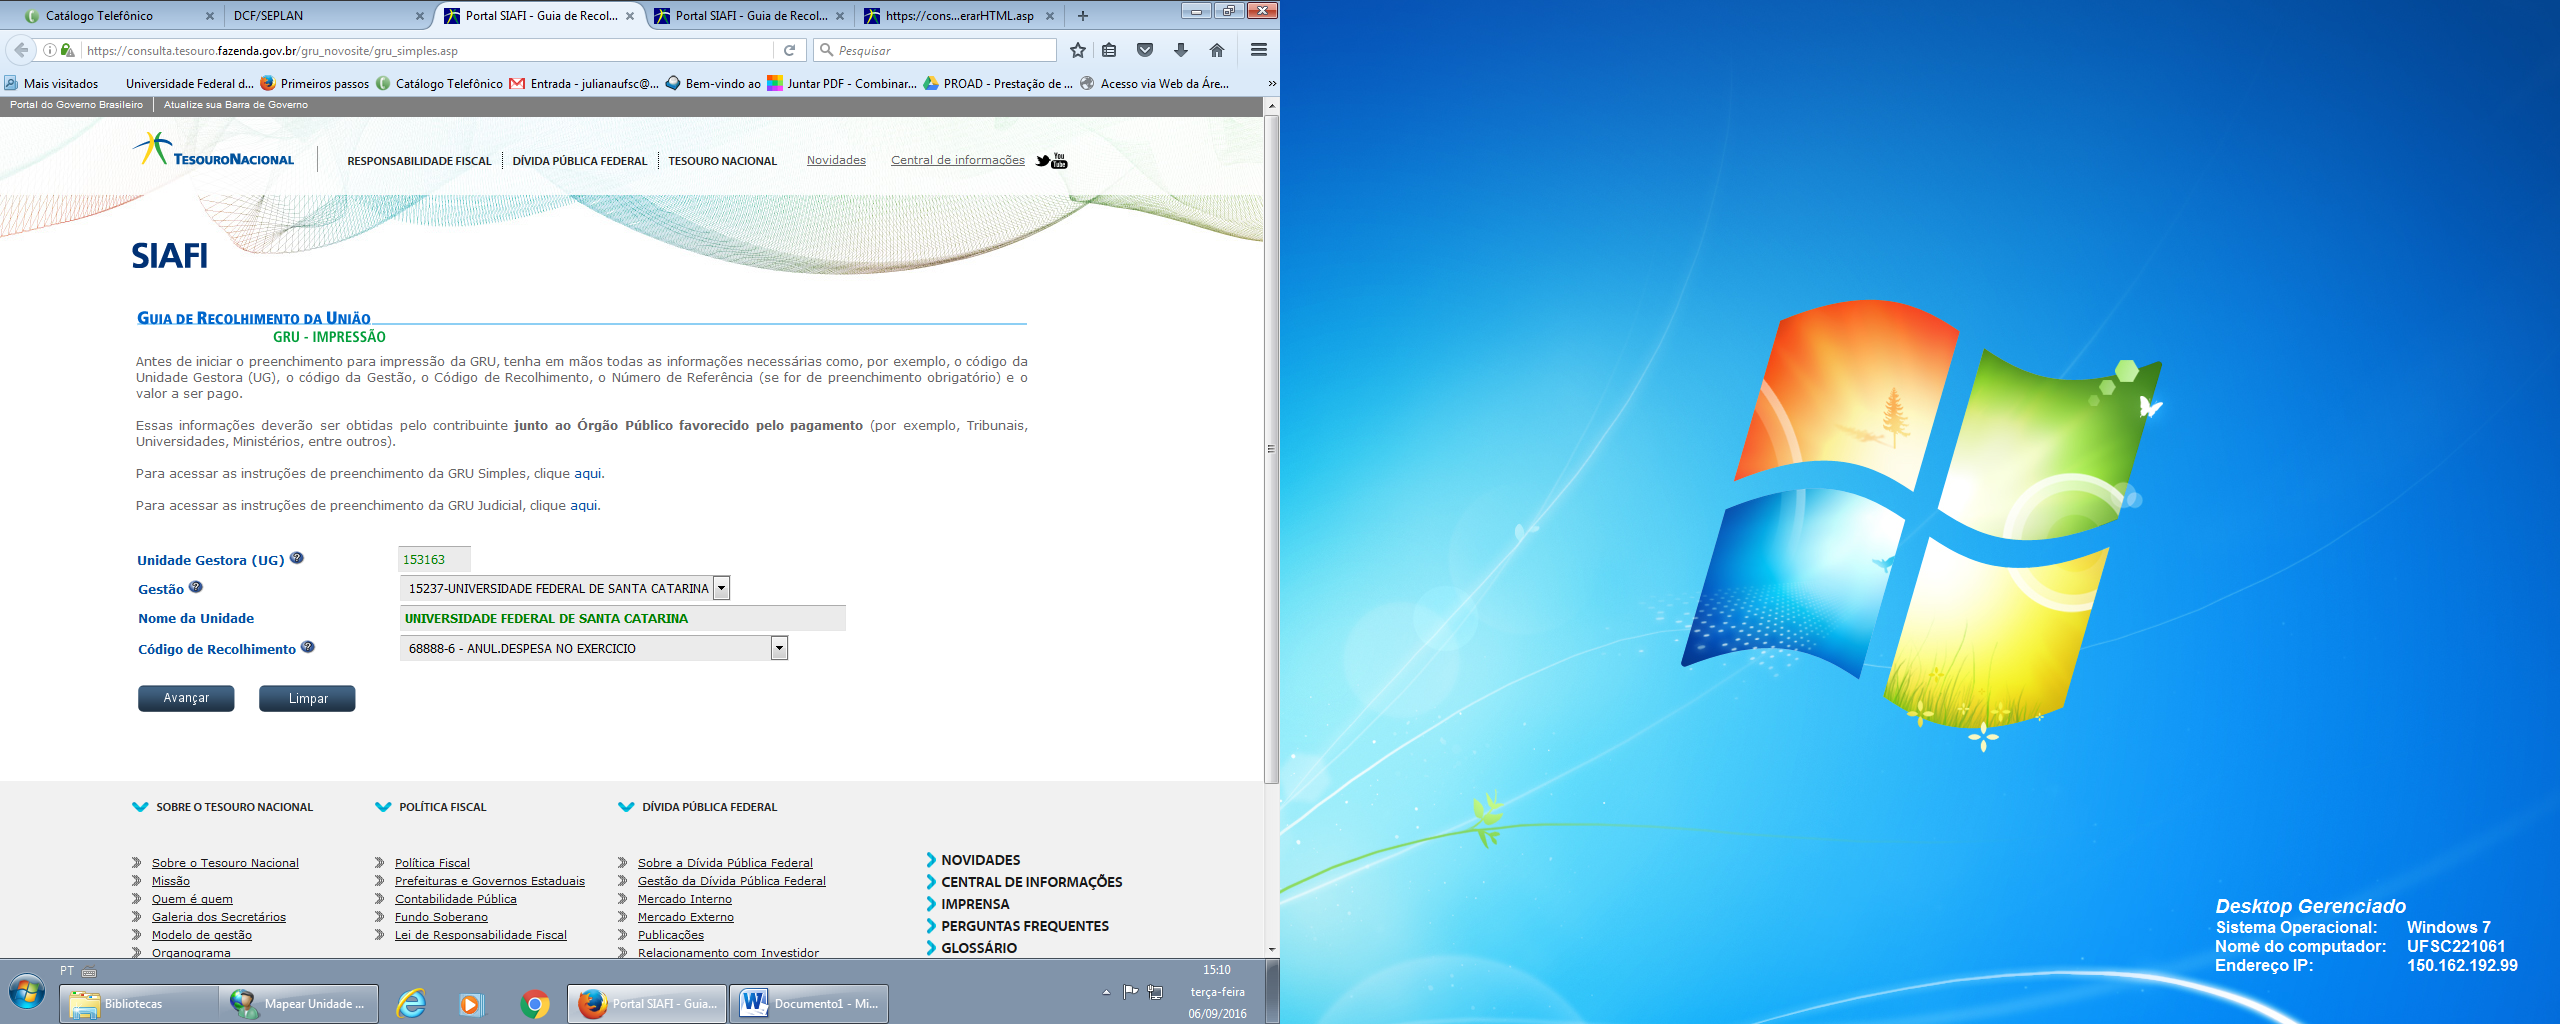 Catálogo Telefônico
DCF/SEPLAN
Portal SIAFI - Guia de Recol...
Portal SIAFI - Guia de Recol...
https://cons...erarHTML.asp
https://consulta.tesouro.fazenda.gov.br/gru_novosite/gru_simples.asp
Pesquisar
Mais visitados
Universidade Federal d...
Primeiros passos
Catálogo Telefônico
Entrada - julianaufsc@...
Bem-vindo ao
Juntar PDF - Combinar...
PROAD - Prestação de ...
Acesso via Web da Áre...
Portal do Governo Brasileiro
Atualize sua Barra de Governo
TESOURONACIONAL
RESPONSABILIDADE FISCAL
DÍVIDA PÚBLICA FEDERAL
TESOURO NACIONAL
Novidades
Central de informações
You Tube
SIAFI
GUIA DE RECOLHIMENTO DA UNIÃO
GRU - IMPRESSÃO
Antes de iniciar o preenchimento para impressão da GRU, tenha em mãos todas as informações necessárias como, por exemplo, o código da
Unidade Gestora (UG), o código da Gestão, o Código de Recolhimento, o Número de Referência (se for de preenchimento obrigatório) e o
valor a ser pago.
Essas informações deverão ser obtidas pelo contribuinte junto ao Órgão Público favorecido pelo pagamento (por exemplo, Tribunais,
Universidades, Ministérios, entre outros).
Para acessar as instruções de preenchimento da GRU Simples, clique aqui.
Para acessar as instruções de preenchimento da GRU Judicial, clique aqui.
Unidade Gestora (UG) 153163
Gestão 15237-UNIVERSIDADE FEDERAL DE SANTA CATARINA
Nome da Unidade UNIVERSIDADE FEDERAL DE SANTA CATARINA
Código de Recolhimento 68888-6 - ANUL.DESPESA NO EXERCICIO
Avançar
Limpar
SOBRE O TESOURO NACIONAL
Sobre o Tesouro Nacional
Missão
Quem é quem
Galeria dos Secretários
Modelo de gestão
Organograma
POLÍTICA FISCAL
Política Fiscal
Prefeituras e Governos Estaduais
Contabilidade Pública
Fundo Soberano
Lei de Responsabilidade Fiscal
DÍVIDA PÚBLICA FEDERAL
Sobre a Dívida Pública Federal
Gestão da Dívida Pública Federal
Mercado Interno
Mercado Externo
Publicações
Relacionamento com Investidor
NOVIDADES
CENTRAL DE INFORMAÇÕES
IMPRENSA
PERGUNTAS FREQUENTES
GLOSSÁRIO
PT
Bibliotecas
Mapear Unidade ...
Portal SIAFI - Guia...
Documento1 - Mi...
15:10
terça-feira
06/09/2016
Desktop Gerenciado
Sistema Operacional: Windows 7
Nome do computador: UFSC221061
Endereço IP: 150.162.192.99